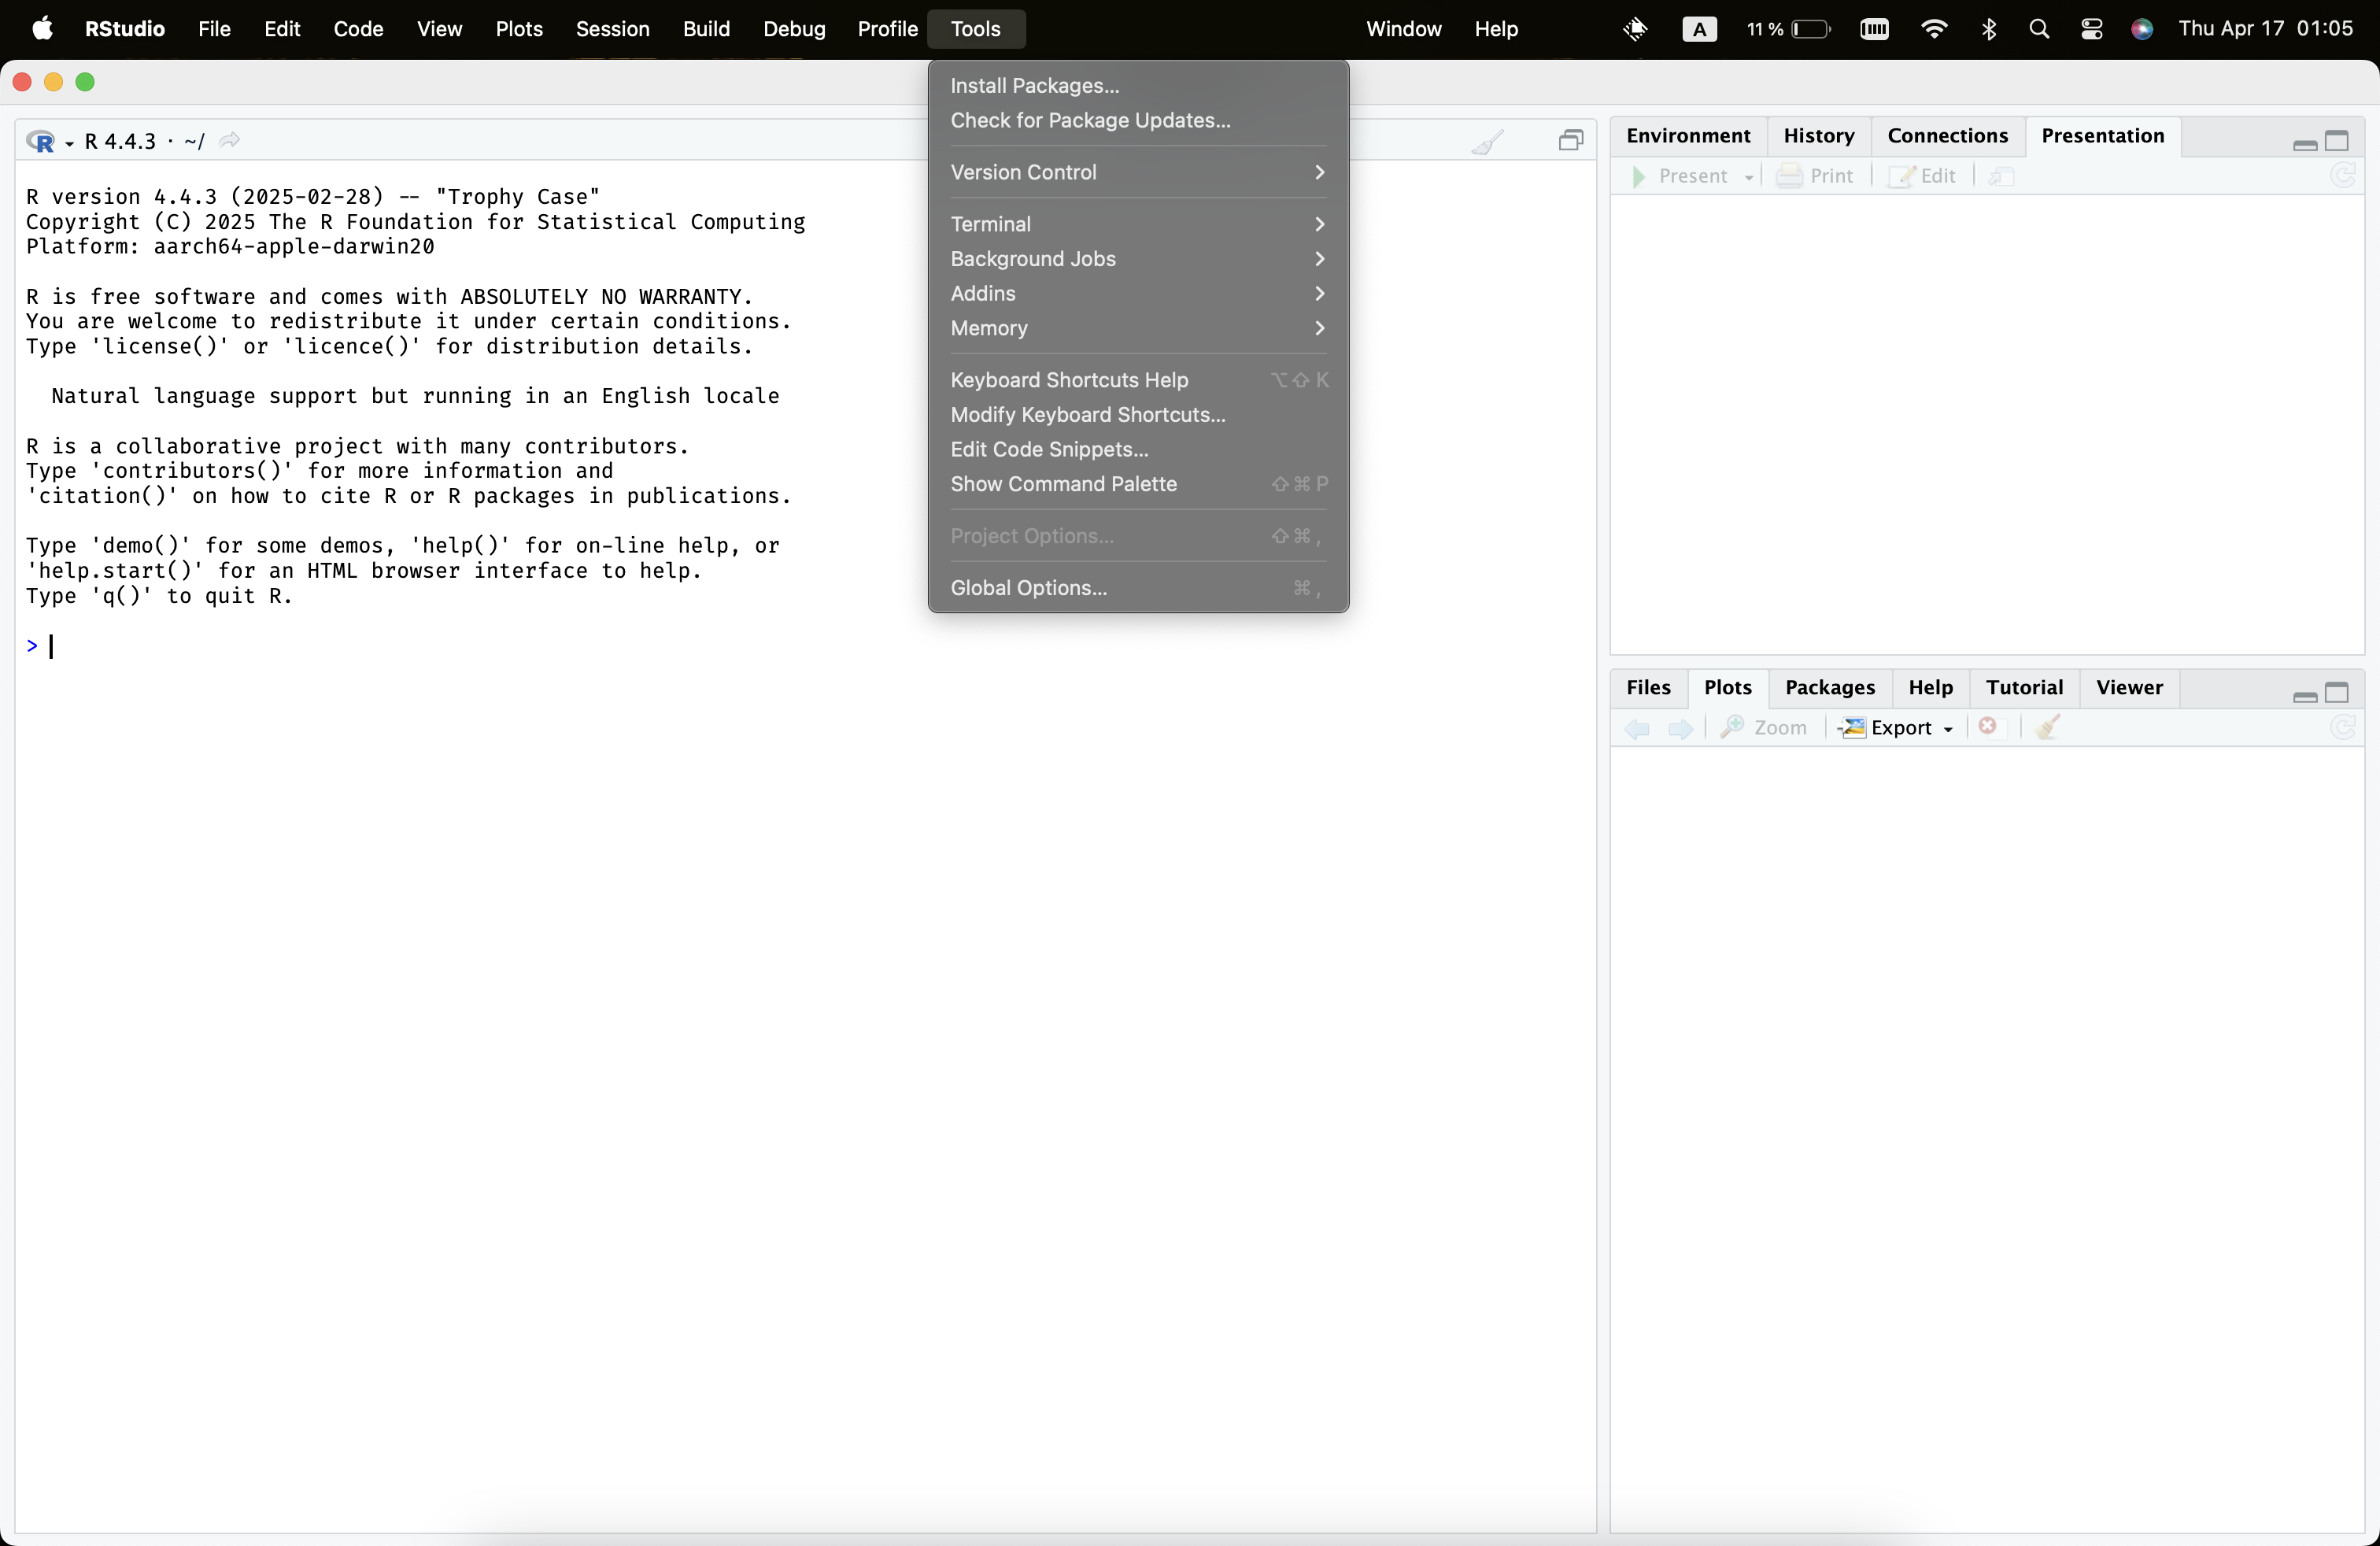 RStudio File Edit Code View Plots Session Build Debug Profile Tools Window Help A 11 % Thu Apr 17 01:05
Install Packages...
Check for Package Updates...
Version Control
Terminal
Background Jobs
Addins
Memory
Keyboard Shortcuts Help ⌥⇧K
Modify Keyboard Shortcuts...
Edit Code Snippets...
Show Command Palette ⇧⌘P
Project Options... ⇧⌘,
Global Options... ⌘,
R R 4.4.3 · ~/
R version 4.4.3 (2025-02-28) -- "Trophy Case"
Copyright (C) 2025 The R Foundation for Statistical Computing
Platform: aarch64-apple-darwin20
R is free software and comes with ABSOLUTELY NO WARRANTY.
You are welcome to redistribute it under certain conditions.
Type 'license()' or 'licence()' for distribution details.
Natural language support but running in an English locale
R is a collaborative project with many contributors.
Type 'contributors()' for more information and
'citation()' on how to cite R or R packages in publications.
Type 'demo()' for some demos, 'help()' for on-line help, or
'help.start()' for an HTML browser interface to help.
Type 'q()' to quit R.
>
Environment History Connections Presentation
Present Print Edit
Files Plots Packages Help Tutorial Viewer
Zoom Export